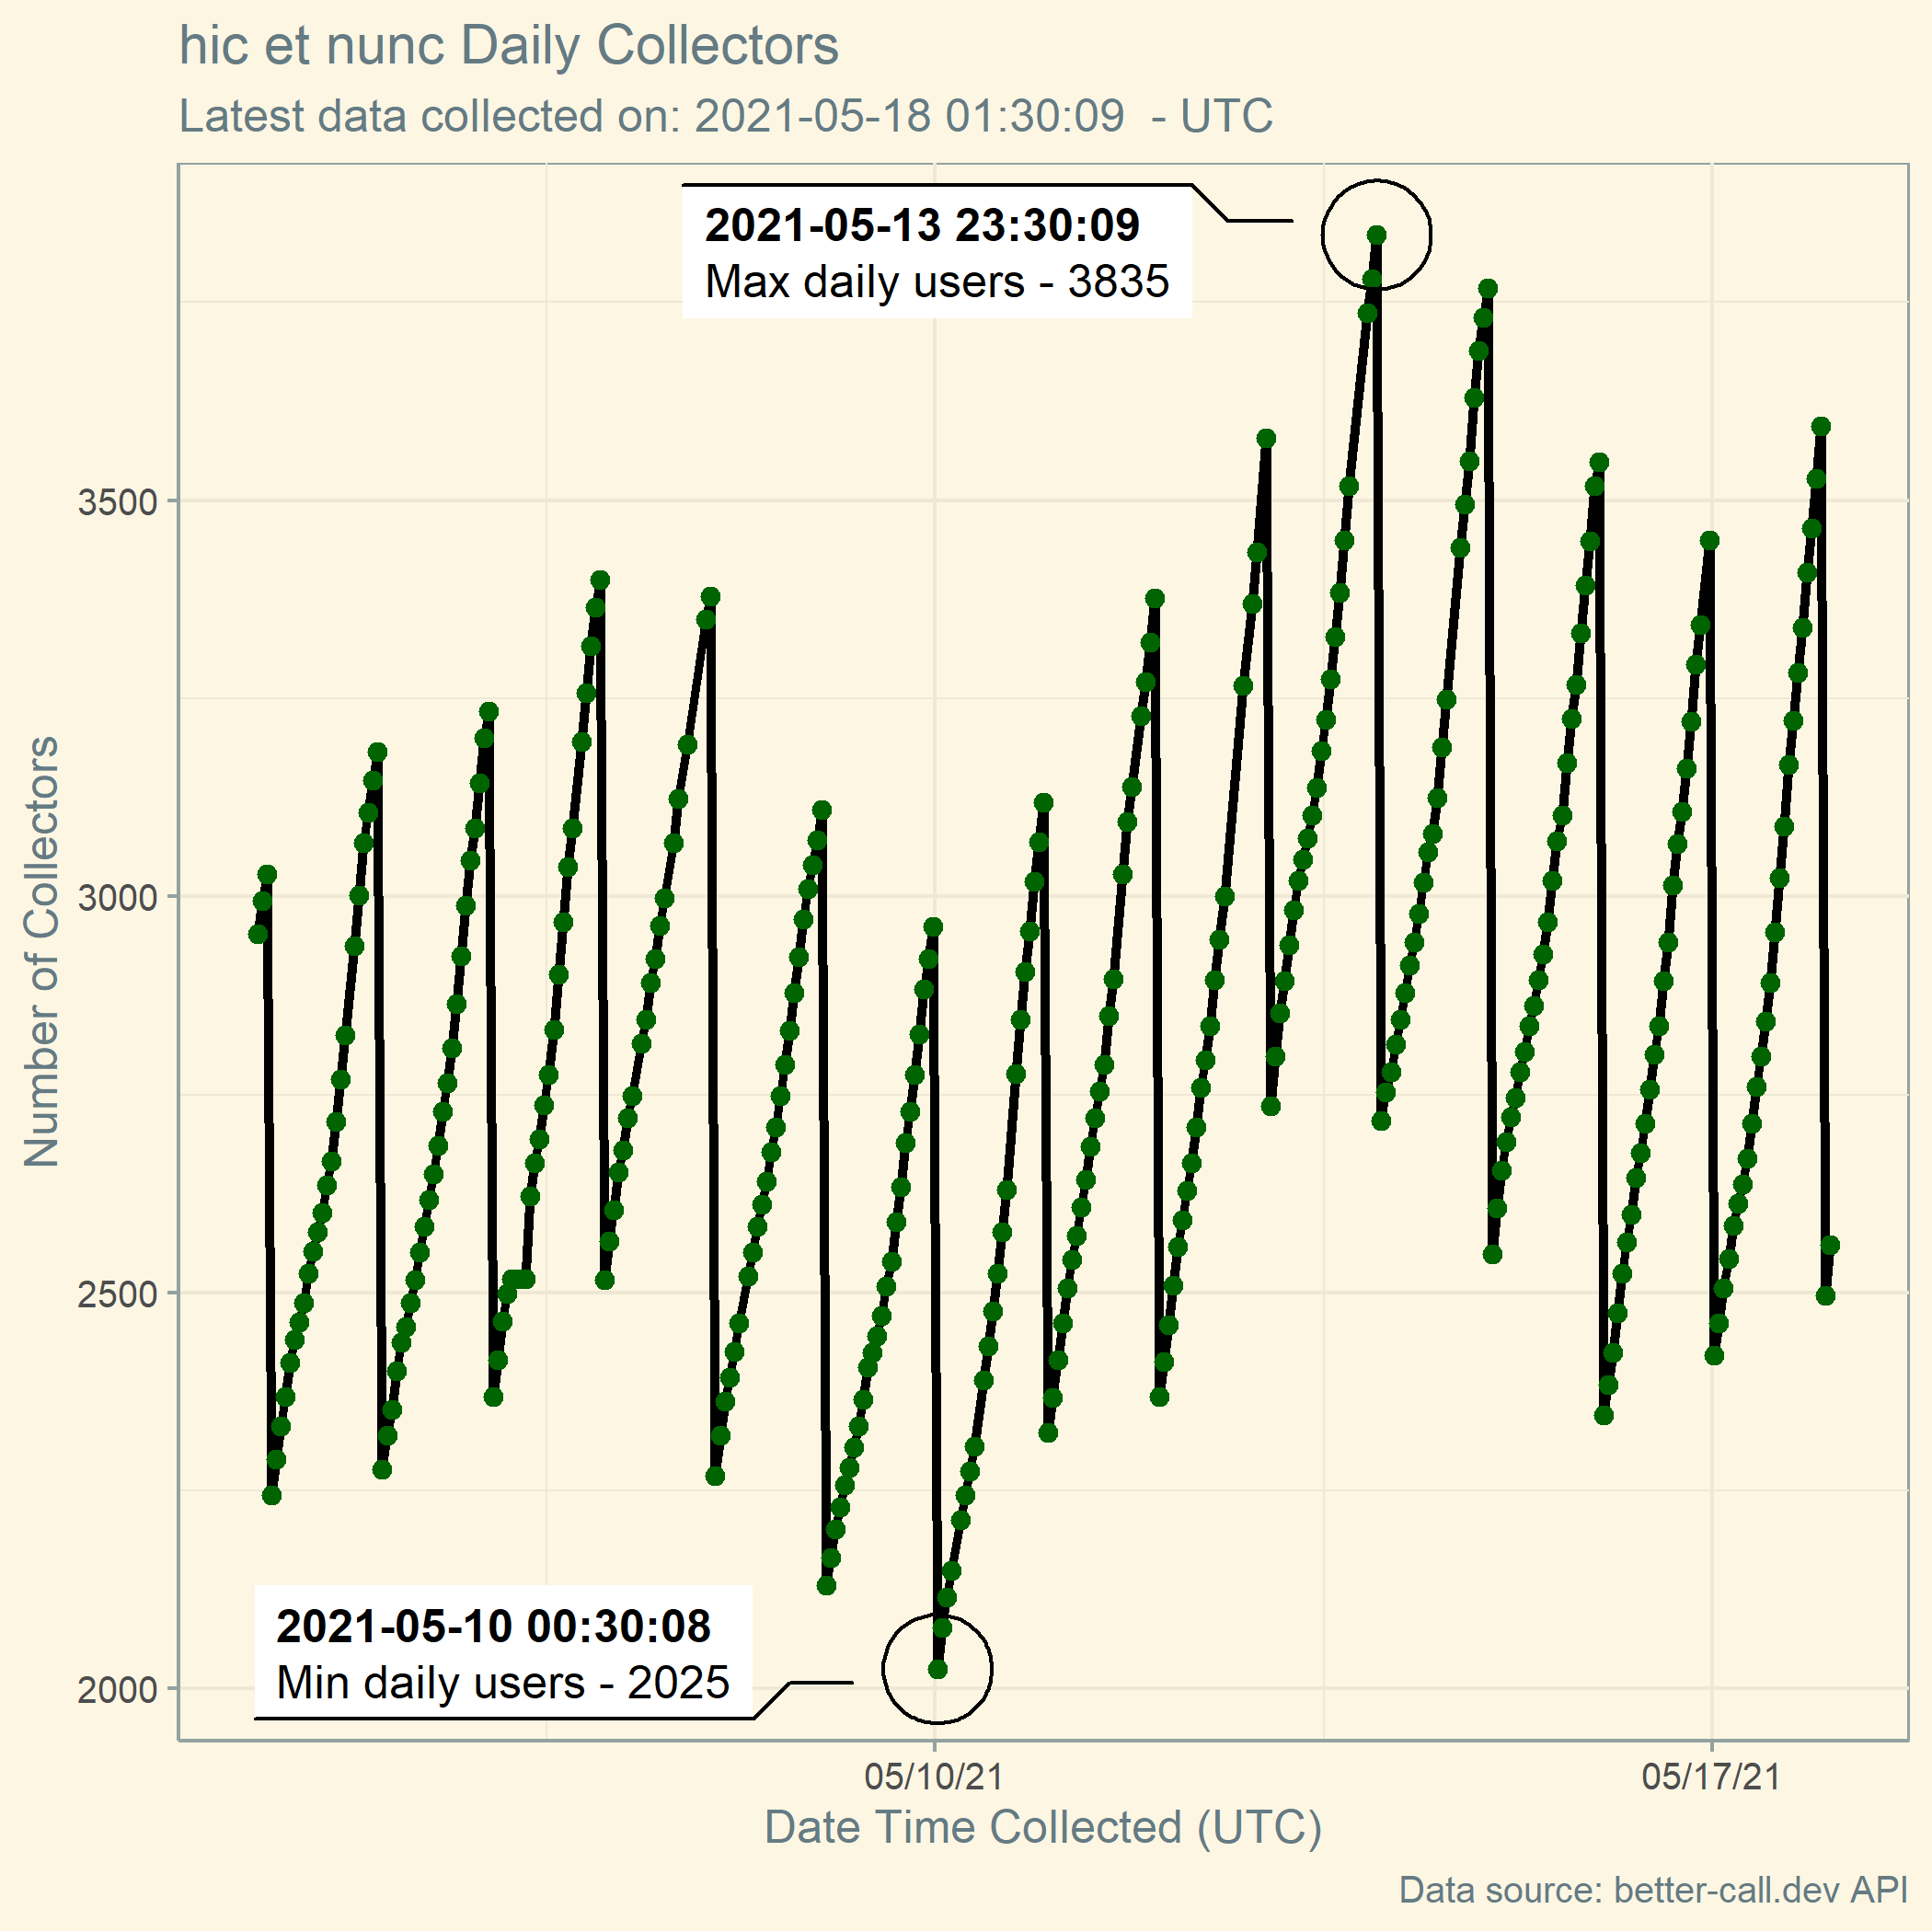 hic et nunc Daily Collectors
Latest data collected on: 2021-05-18 01:30:09  - UTC
2021-05-13 23:30:09
Max daily users - 3835
3500
3000
2500
2000
Number of Collectors
2021-05-10 00:30:08
Min daily users - 2025
05/10/21
05/17/21
Date Time Collected (UTC)
Data source: better-call.dev API